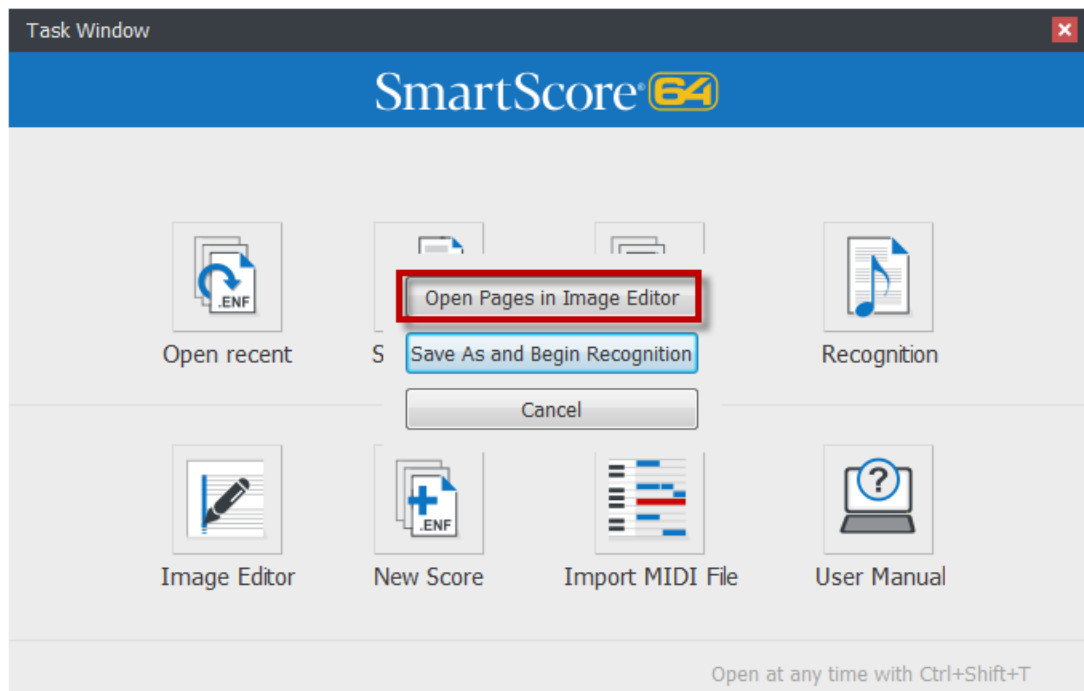 Task Window
SmartScore® 64
.ENF
Open Pages in Image Editor
Open recent
S
Save As and Begin Recognition
Recognition
Cancel
.ENF
?
Image Editor
New Score
Import MIDI File
User Manual
Open at any time with Ctrl+Shift+T